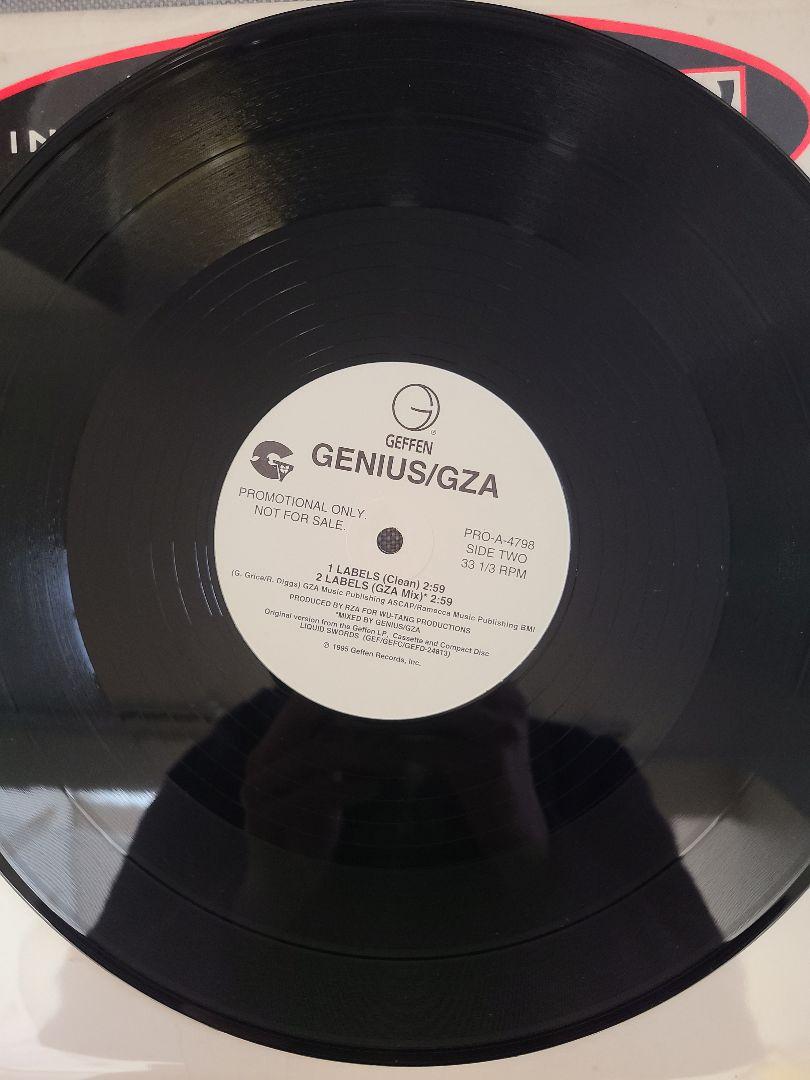 IN
G
GEFFEN
GENIUS/GZA
PROMOTIONAL ONLY.
NOT FOR SALE.
PRO-A-4798
SIDE TWO
33 1/3 RPM
1 LABELS (Clean) 2:59
2 LABELS (GZA Mix)* 2:59
(G. Grice/R. Diggs) GZA Music Publishing ASCAP/Ramecca Music Publishing BMI
PRODUCED BY RZA FOR WU-TANG PRODUCTIONS
*MIXED BY GENIUS/GZA
Original version from the Geffen LP, Cassette and Compact Disc
LIQUID SWORDS (GEF/GEFC/GEFD-24813)
℗ 1995 Geffen Records, Inc.